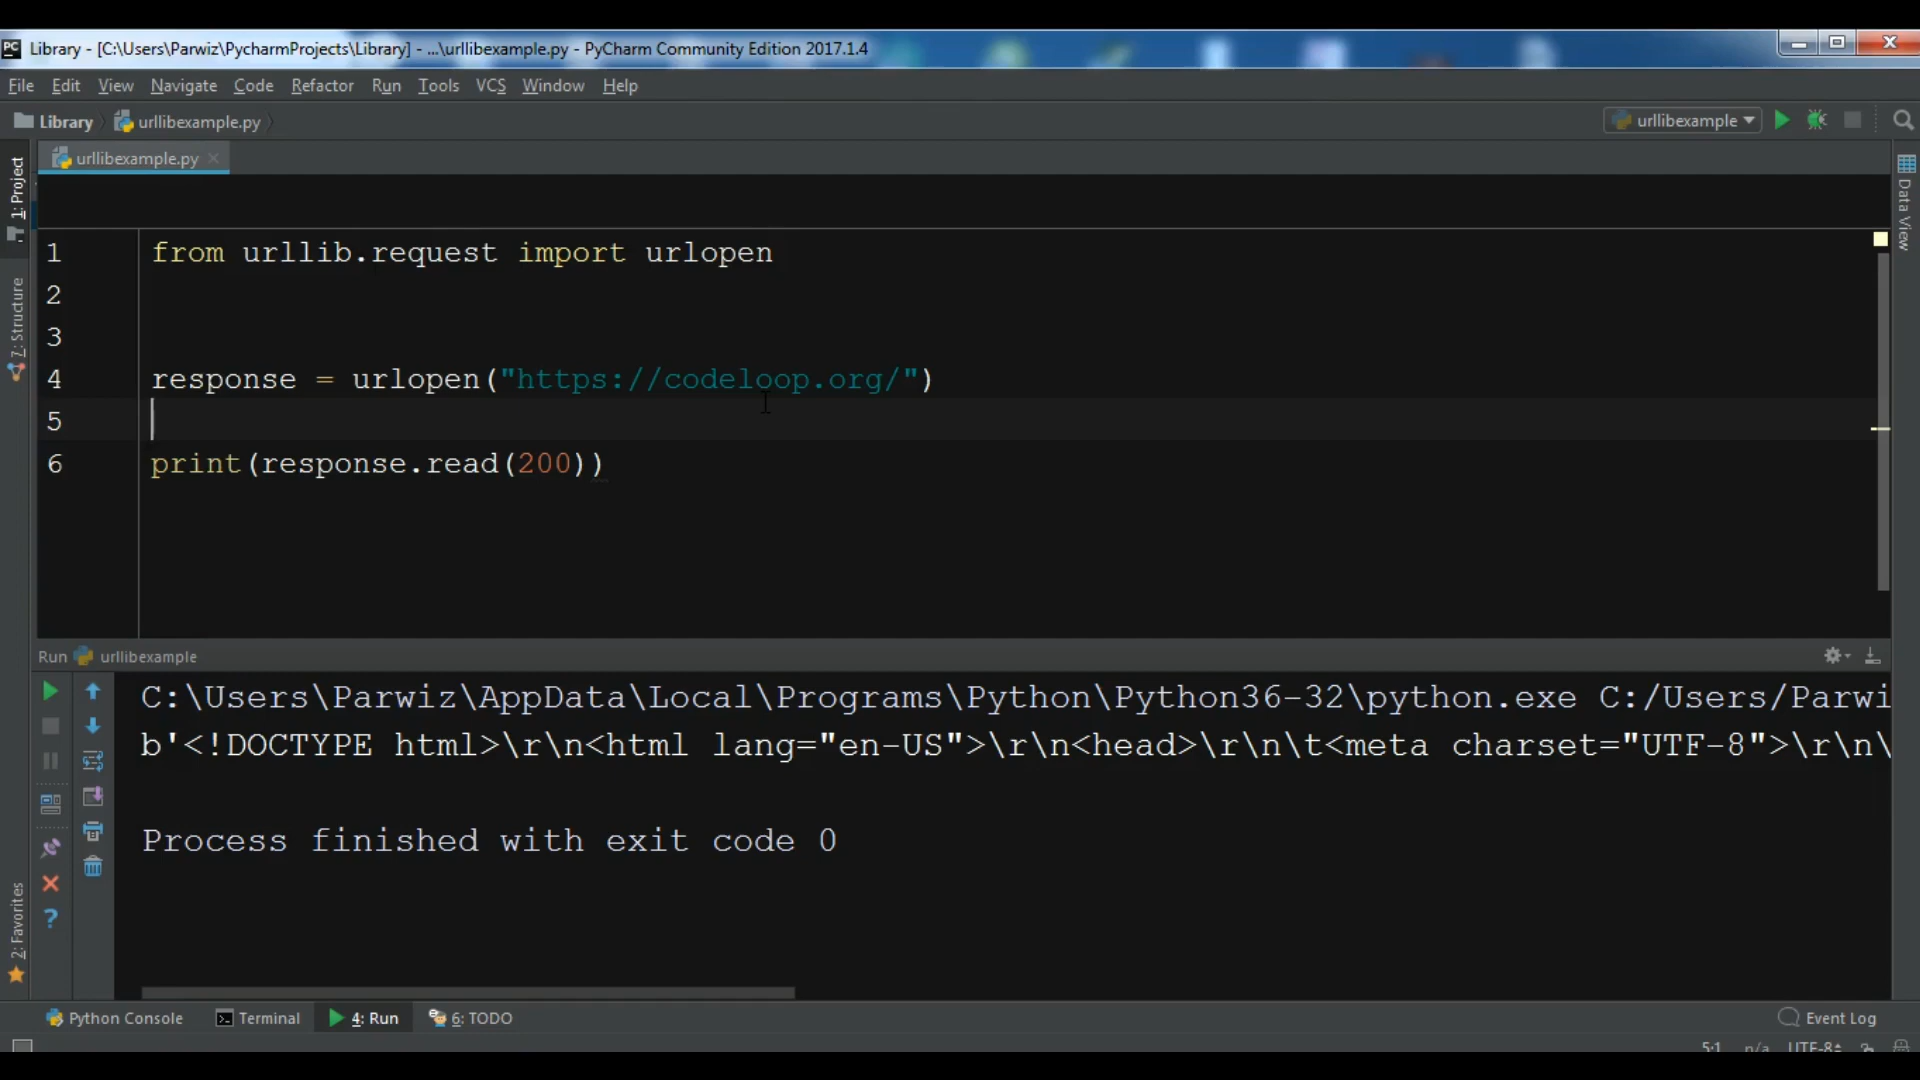 Library - [C:\Users\Parwiz\PycharmProjects\Library] - ...\urllibexample.py - PyCharm Community Edition 2017.1.4
File Edit View Navigate Code Refactor Run Tools VCS Window Help
Library urllibexample.py
urllibexample
urllibexample.py
1: Project
7: Structure
2: Favorites
Data View
1 from urllib.request import urlopen
2
3
4 response = urlopen("https://codeloop.org/")
5
6 print(response.read(200))
Run urllibexample
C:\Users\Parwiz\AppData\Local\Programs\Python\Python36-32\python.exe C:/Users/Parwi
b'<!DOCTYPE html>\r\n<html lang="en-US">\r\n<head>\r\n\t<meta charset="UTF-8">\r\n\
Process finished with exit code 0
Python Console Terminal 4: Run 6: TODO Event Log
5:1 n/a UTF-8